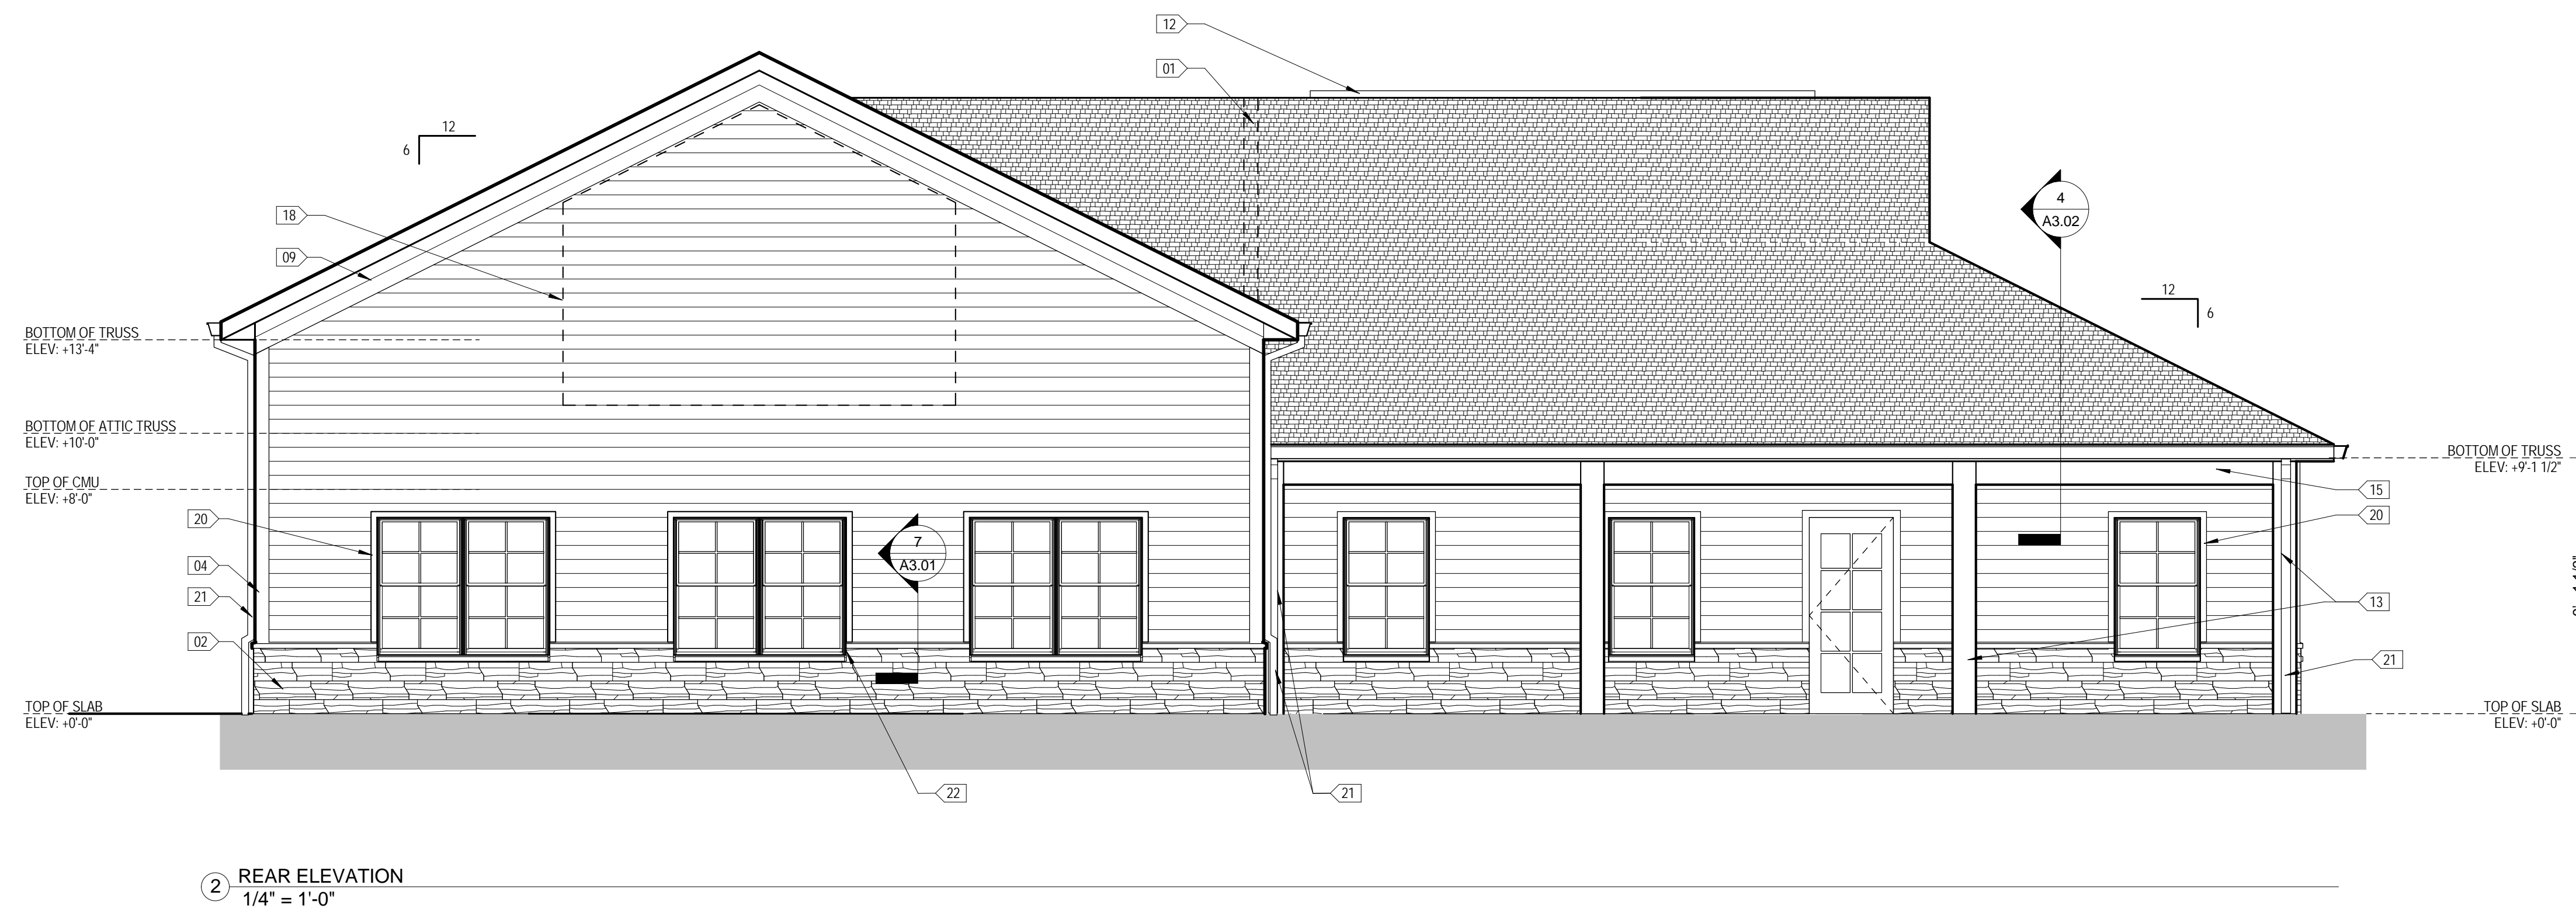 12
01
12
6
4
A3.02
18
09
12
6
BOTTOM OF TRUSS
ELEV: +13'-4"
BOTTOM OF ATTIC TRUSS
ELEV: +10'-0"
BOTTOM OF TRUSS
ELEV: +9'-1 1/2"
TOP OF CMU
ELEV: +8'-0"
15
20
20
7
A3.01
04
21
13
02
21
TOP OF SLAB
ELEV: +0'-0"
TOP OF SLAB
ELEV: +0'-0"
22
21
2
REAR ELEVATION
1/4" = 1'-0"